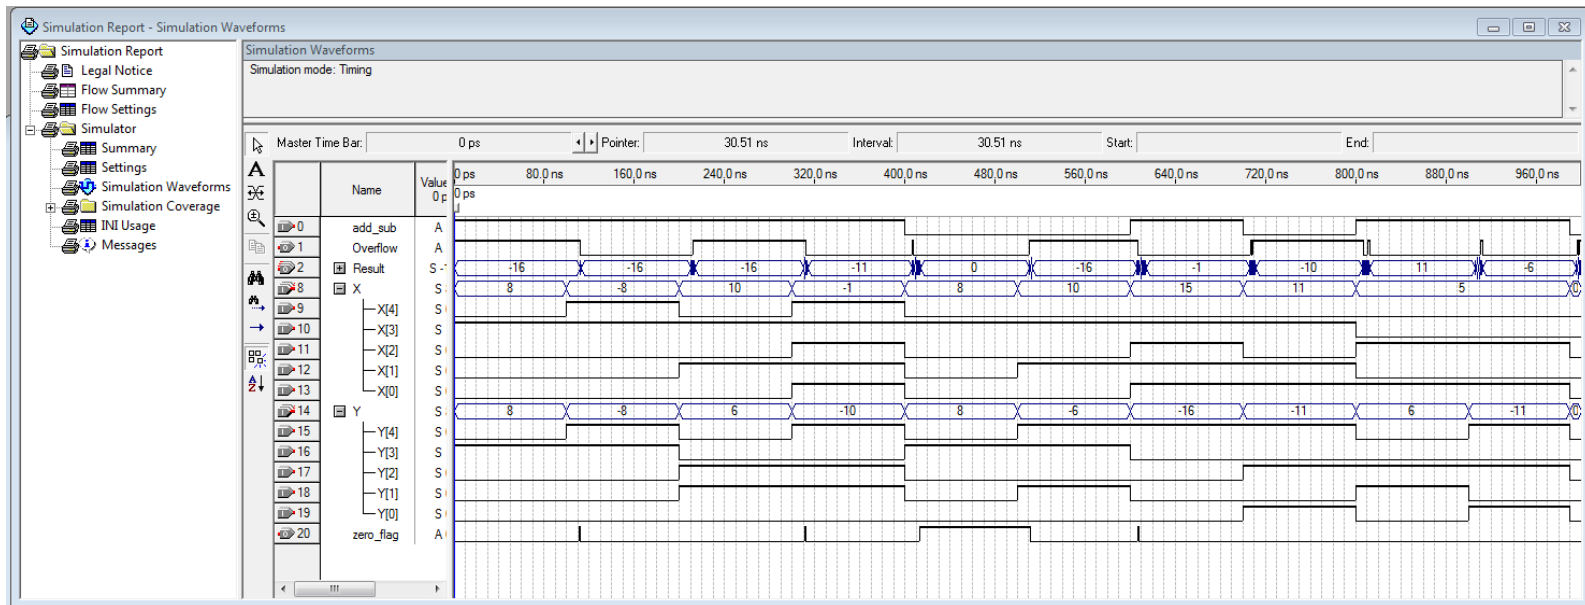 Simulation Report - Simulation Waveforms
Simulation Report
Legal Notice
Flow Summary
Flow Settings
Simulator
Summary
Settings
Simulation Waveforms
Simulation Coverage
INI Usage
Messages
Simulation Waveforms
Simulation mode: Timing
Master Time Bar: 0 ps Pointer: 30.51 ns Interval: 30.51 ns Start: End:
Name Value 0 ps 80.0 ns 160.0 ns 240.0 ns 320.0 ns 400.0 ns 480.0 ns 560.0 ns 640.0 ns 720.0 ns 800.0 ns 880.0 ns 960.0 ns
0 ps
0 add_sub A
1 Overflow A
2 Result S -16 -16 -16 -11 0 -16 -1 -10 11 -6
8 X S 8 -8 10 -1 8 10 15 11 5 0
9 X[4] S
10 X[3] S
11 X[2] S
12 X[1] S
13 X[0] S
14 Y S 8 -8 6 -10 8 -6 -16 -11 6 -11 0
15 Y[4] S
16 Y[3] S
17 Y[2] S
18 Y[1] S
19 Y[0] S
20 zero_flag A